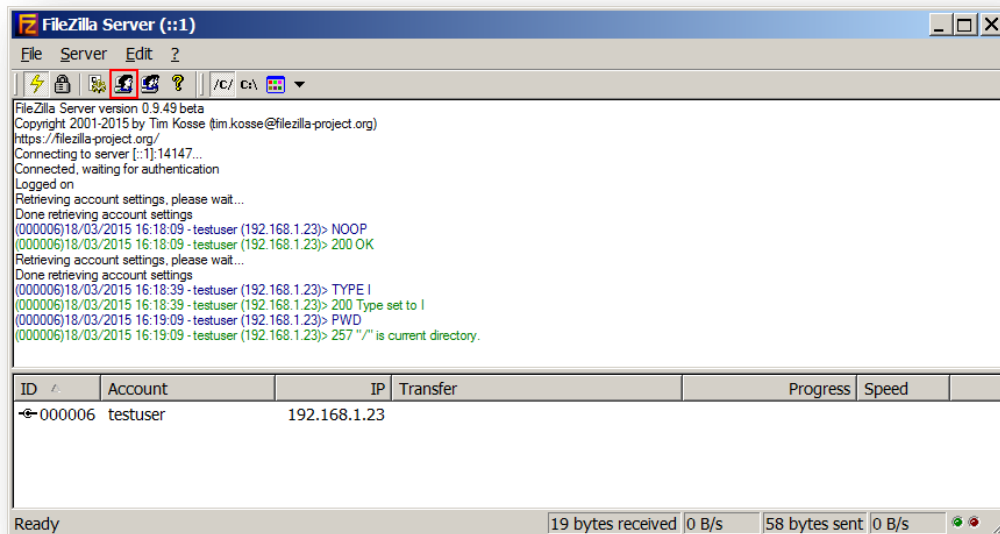 FileZilla Server (::1)
File Server Edit ?
/C/ C:\
FileZilla Server version 0.9.49 beta
Copyright 2001-2015 by Tim Kosse (tim.kosse@filezilla-project.org)
https://filezilla-project.org/
Connecting to server [::1]:14147...
Connected, waiting for authentication
Logged on
Retrieving account settings, please wait...
Done retrieving account settings
(000006)18/03/2015 16:18:09 - testuser (192.168.1.23)> NOOP
(000006)18/03/2015 16:18:09 - testuser (192.168.1.23)> 200 OK
Retrieving account settings, please wait...
Done retrieving account settings
(000006)18/03/2015 16:18:39 - testuser (192.168.1.23)> TYPE I
(000006)18/03/2015 16:18:39 - testuser (192.168.1.23)> 200 Type set to I
(000006)18/03/2015 16:19:09 - testuser (192.168.1.23)> PWD
(000006)18/03/2015 16:19:09 - testuser (192.168.1.23)> 257 "/" is current directory.
ID Account IP Transfer Progress Speed
000006 testuser 192.168.1.23
Ready 19 bytes received 0 B/s 58 bytes sent 0 B/s